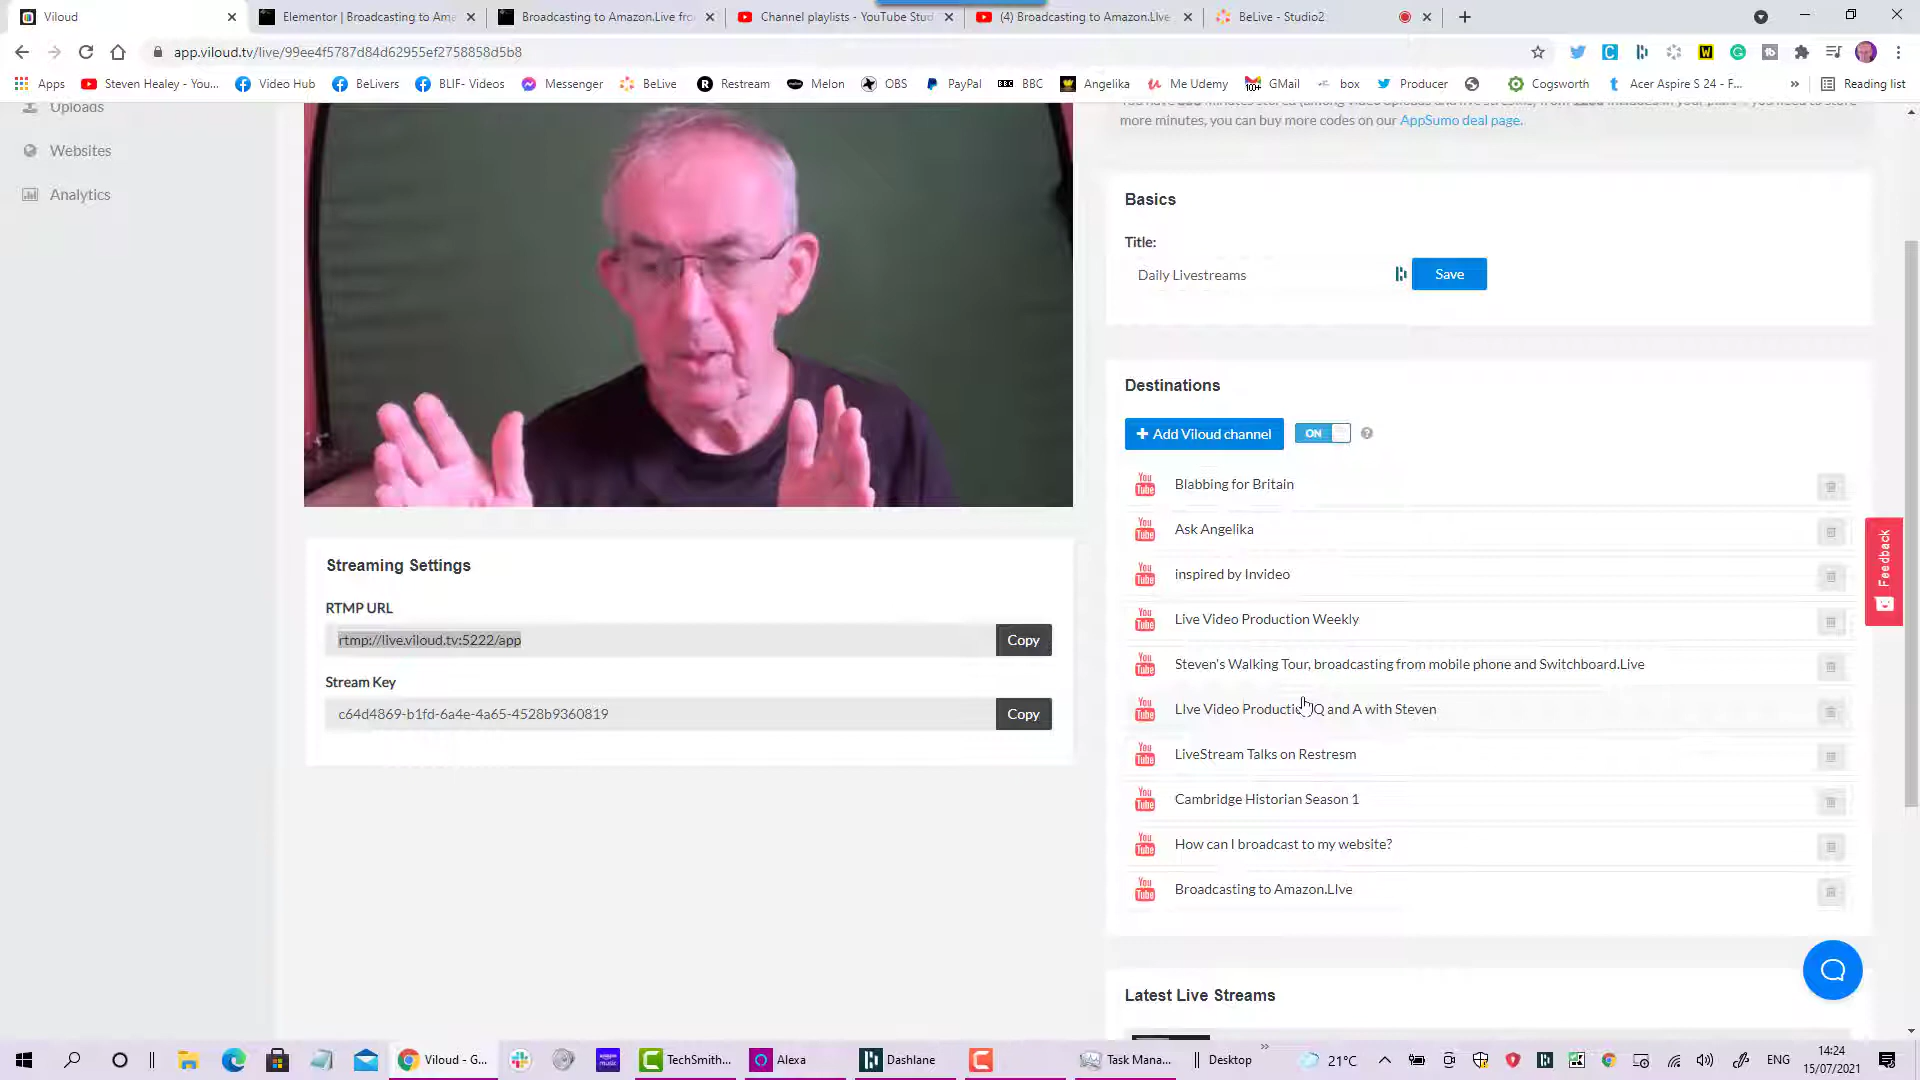 Viloud
Elementor | Broadcasting to Ama
Broadcasting to Amazon.Live fro
Channel playlists - YouTube Stud
(4) Broadcasting to Amazon.LIve
BeLive - Studio2
app.viloud.tv/live/99ee4f5787d84d62955ef2758858d5b8
Apps
Steven Healey - You...
Video Hub
BeLivers
BLIF- Videos
Messenger
BeLive
Restream
Melon
OBS
PayPal
BBC
Angelika
Me Udemy
GMail
box
Producer
Cogsworth
Acer Aspire S 24 - F...
Reading list
Uploads
Websites
Analytics
more minutes, you can buy more codes on our AppSumo deal page.
Basics
Title:
Daily Livestreams
Save
Destinations
+ Add Viloud channel
ON
Blabbing for Britain
Ask Angelika
inspired by Invideo
Live Video Production Weekly
Steven's Walking Tour, broadcasting from mobile phone and Switchboard.Live
LIve Video Productio Q and A with Steven
LiveStream Talks on Restresm
Cambridge Historian Season 1
How can I broadcast to my website?
Broadcasting to Amazon.LIve
Streaming Settings
RTMP URL
rtmp://live.viloud.tv:5222/app
Copy
Stream Key
c64d4869-b1fd-6a4e-4a65-4528b9360819
Copy
Feedback
Latest Live Streams
Viloud - G...
TechSmith...
Alexa
Dashlane
Task Mana...
Desktop
21°C
ENG
14:24
15/07/2021